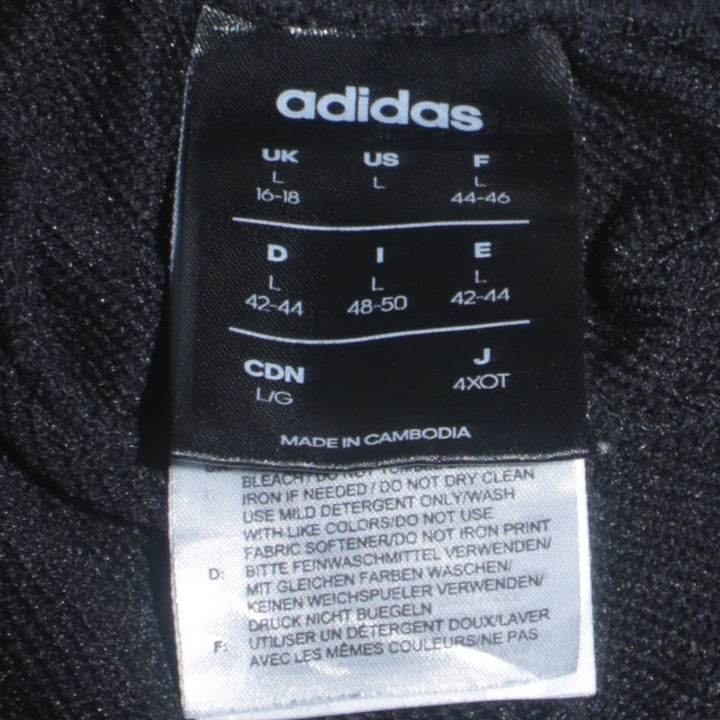 adidas
UK US F
L L L
16-18 44-46
D I E
L L L
42-44 48-50 42-44
CDN J
L/G 4XOT
MADE IN CAMBODIA
BLEACH/DO NOT
IRON IF NEEDED/DO NOT DRY CLEAN
USE MILD DETERGENT ONLY/WASH
WITH LIKE COLORS/DO NOT USE
FABRIC SOFTENER/DO NOT IRON PRINT
D: BITTE FEINWASCHMITTEL VERWENDEN/
MIT GLEICHEN FARBEN WASCHEN/
KEINEN WEICHSPUELER VERWENDEN/
DRUCK NICHT BUEGELN
F: UTILISER UN DÉTERGENT DOUX/LAVER
AVEC LES MÊMES COULEURS/NE PAS